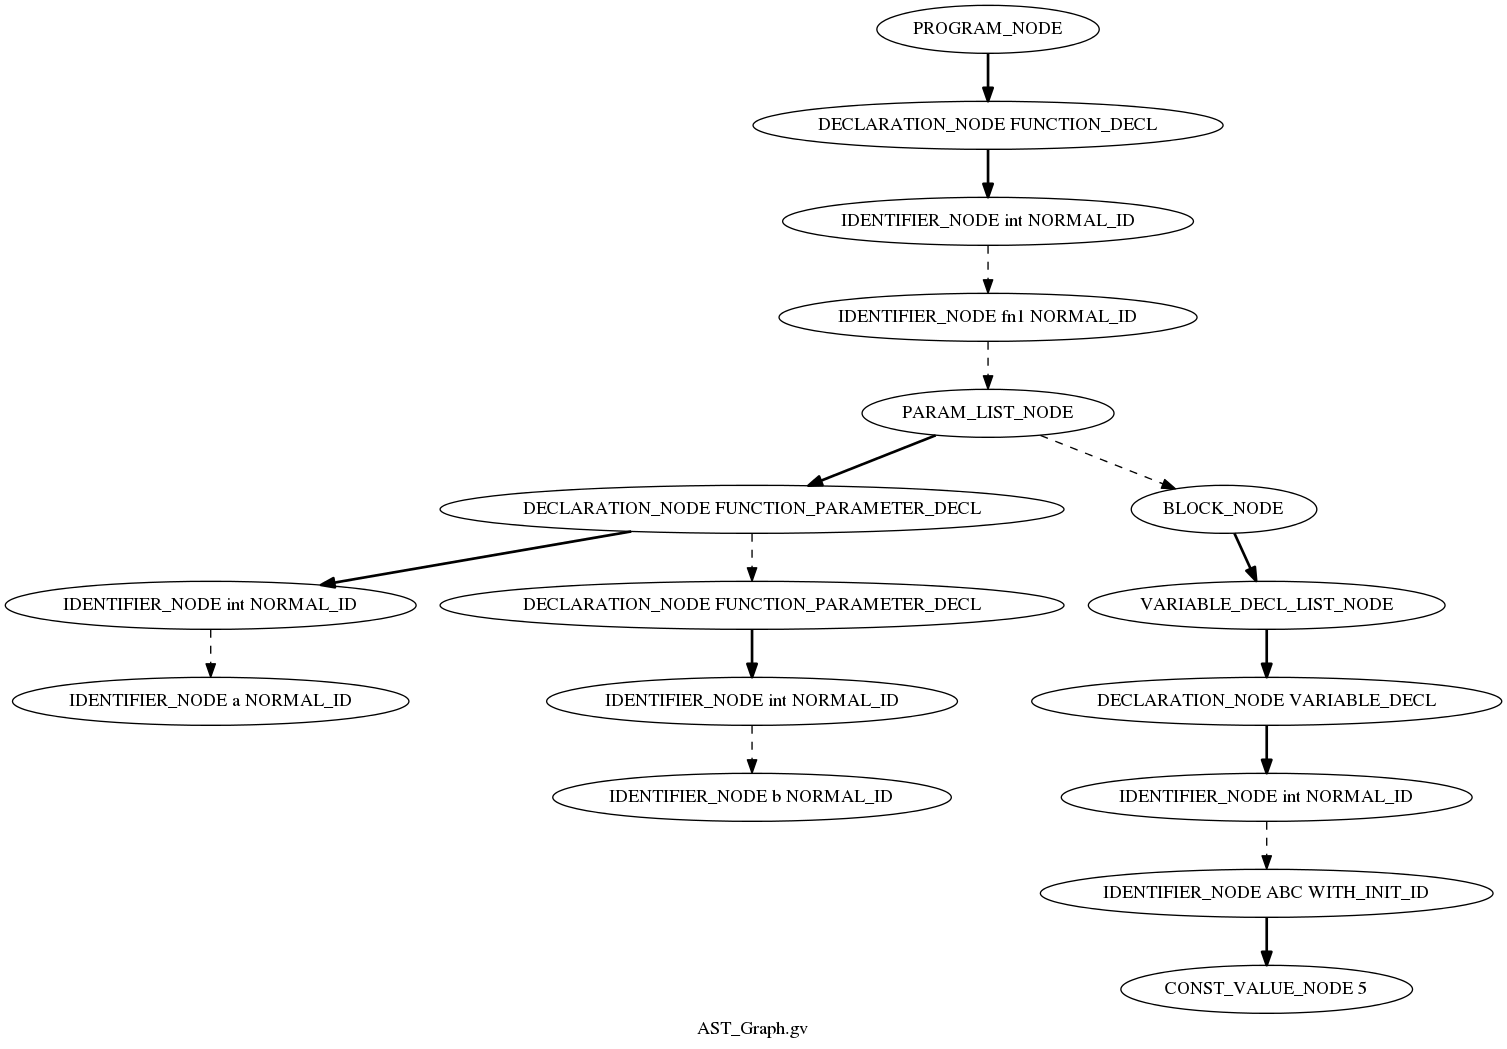 PROGRAM_NODE
DECLARATION_NODE FUNCTION_DECL
IDENTIFIER_NODE int NORMAL_ID
IDENTIFIER_NODE fn1 NORMAL_ID
PARAM_LIST_NODE
DECLARATION_NODE FUNCTION_PARAMETER_DECL
BLOCK_NODE
IDENTIFIER_NODE int NORMAL_ID
DECLARATION_NODE FUNCTION_PARAMETER_DECL
VARIABLE_DECL_LIST_NODE
IDENTIFIER_NODE a NORMAL_ID
IDENTIFIER_NODE int NORMAL_ID
DECLARATION_NODE VARIABLE_DECL
IDENTIFIER_NODE b NORMAL_ID
IDENTIFIER_NODE int NORMAL_ID
IDENTIFIER_NODE ABC WITH_INIT_ID
CONST_VALUE_NODE 5
AST_Graph.gv